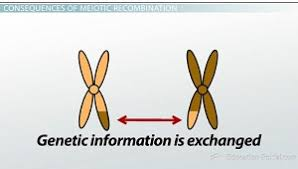 CONSEQUENCES OF MEIOTIC RECOMBINATION
Genetic information is exchanged